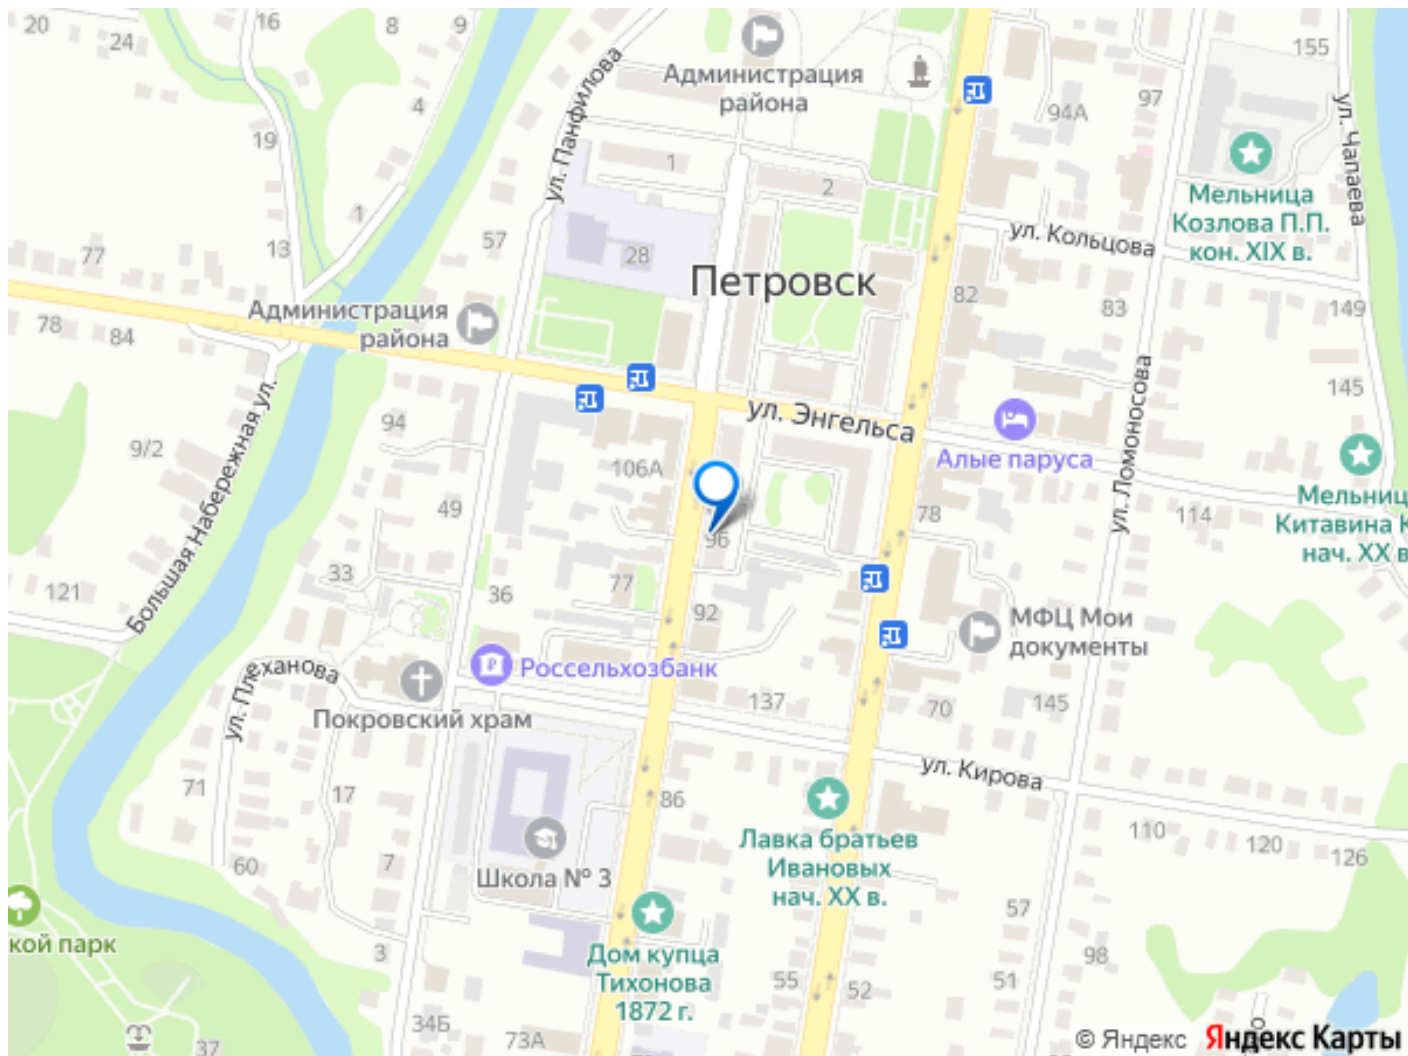 20
24
16
8
9
4
19
1
13
77
78
84
57
ул. Панфилова
Администрация
района
155
97
94А
ул. Чапаева
Мельница
Козлова П.П.
кон. XIX в.
1
2
28
ул. Кольцова
Петровск
82
83
149
Администрация
района
145
ул. Ломоносова
ул. Энгельса
Алые паруса
94
9/2
Большая Набережная ул.
106А
49
96
78
114
Мельниц
Китавина К
нач. XX в
121
33
36
77
92
МФЦ Мои
документы
ул. Плеханова
Россельхозбанк
Покровский храм
137
70
145
ул. Кирова
71
17
86
7
60
Школа № 3
Лавка братьев
Ивановых
нач. XX в.
110
120
126
57
кой парк
3
Дом купца
Тихонова
1872 г.
98
55
52
51
34Б
73А
37
© Яндекс Яндекс Карты